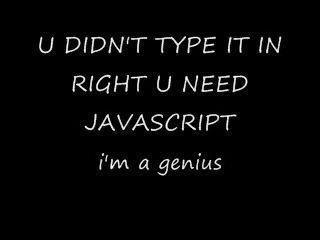 U DIDN'T TYPE IT IN
RIGHT U NEED
JAVASCRIPT
i'm a genius